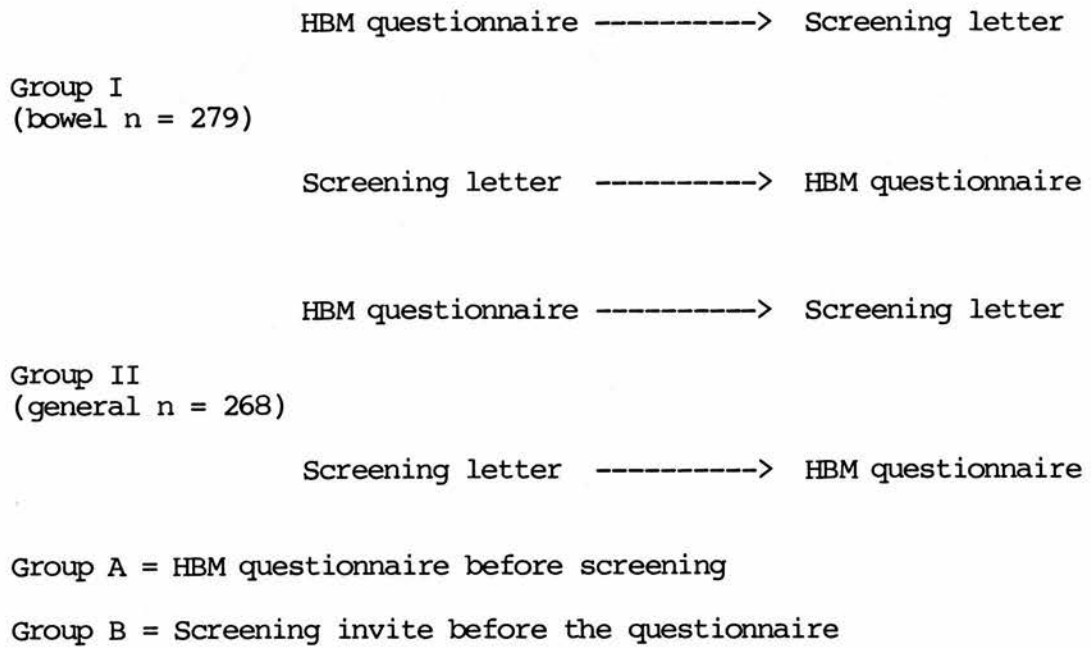 HBM questionnaire ----------> Screening letter
Group I
(bowel n = 279)
Screening letter ----------> HBM questionnaire
HBM questionnaire ----------> Screening letter
Group II
(general n = 268)
Screening letter ----------> HBM questionnaire
Group A = HBM questionnaire before screening
Group B = Screening invite before the questionnaire